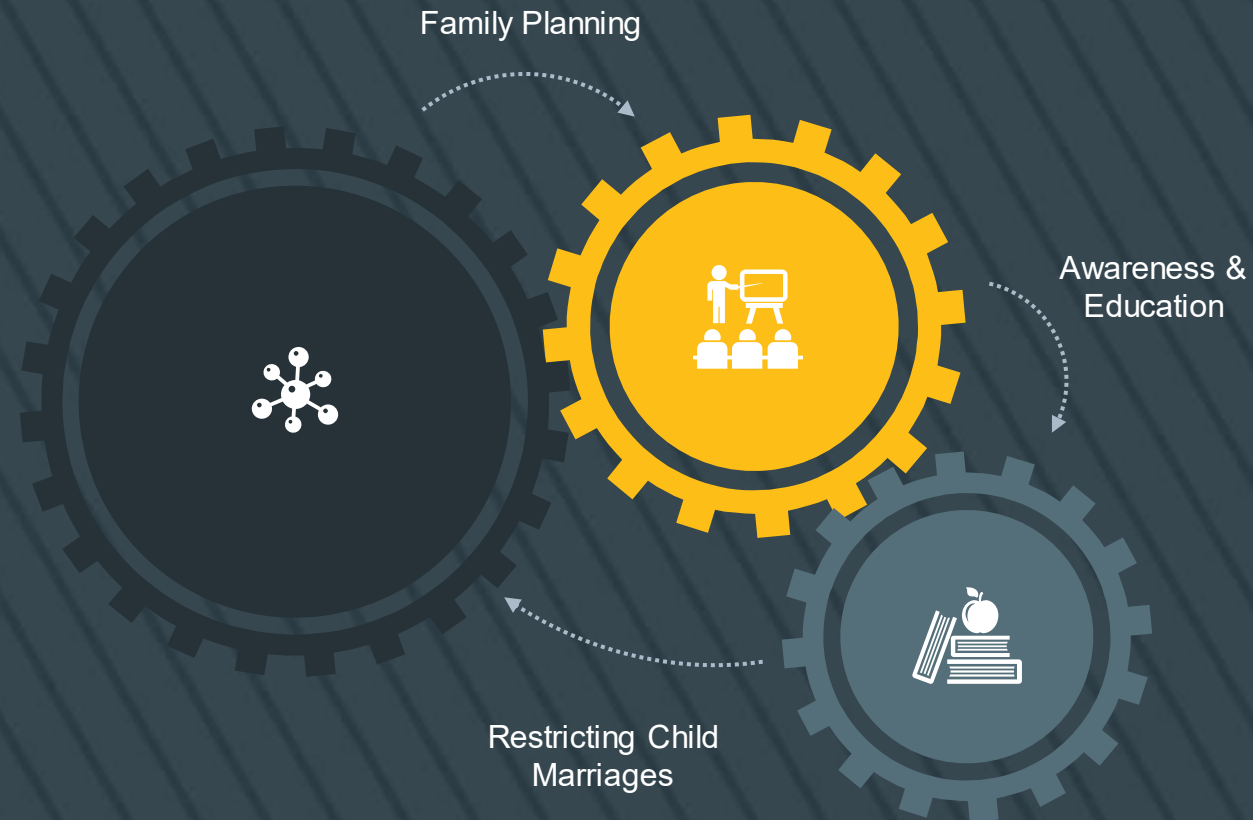 Family Planning
Awareness &
Education
Restricting Child
Marriages